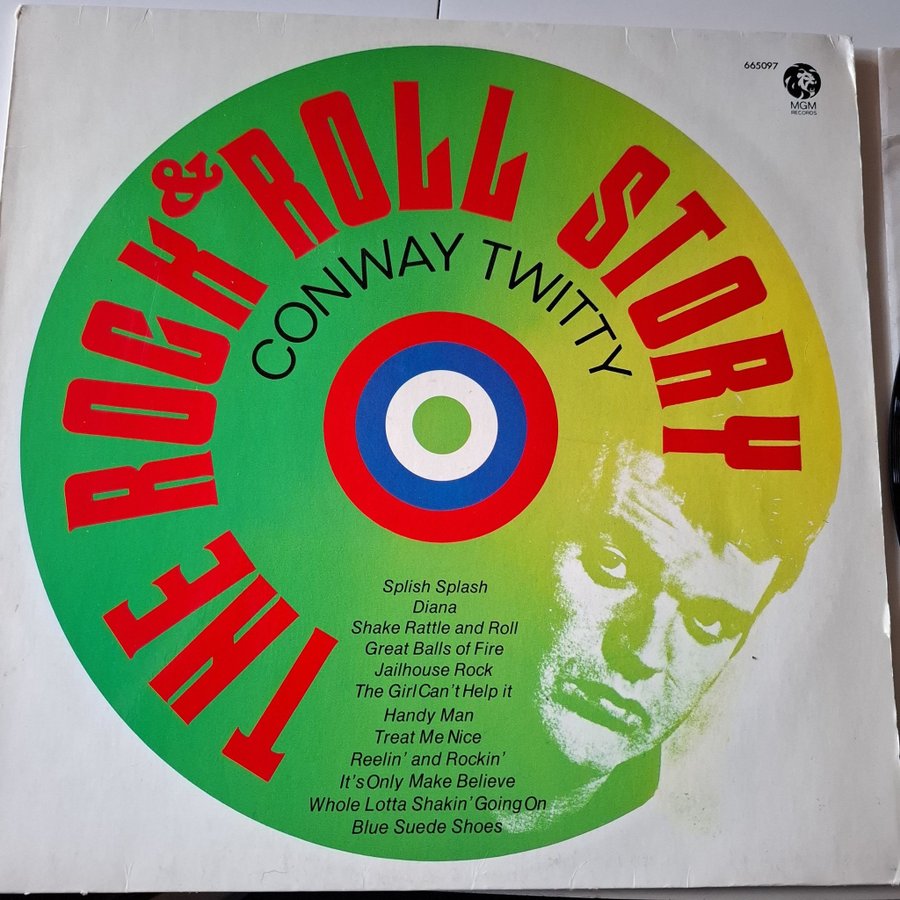 665097
MGM
RECORDS
THE ROCK & ROLL STORY
CONWAY TWITTY
Splish Splash
Diana
Shake Rattle and Roll
Great Balls of Fire
Jailhouse Rock
The Girl Can't Help it
Handy Man
Treat Me Nice
Reelin' and Rockin'
It's Only Make Believe
Whole Lotta Shakin' Going On
Blue Suede Shoes